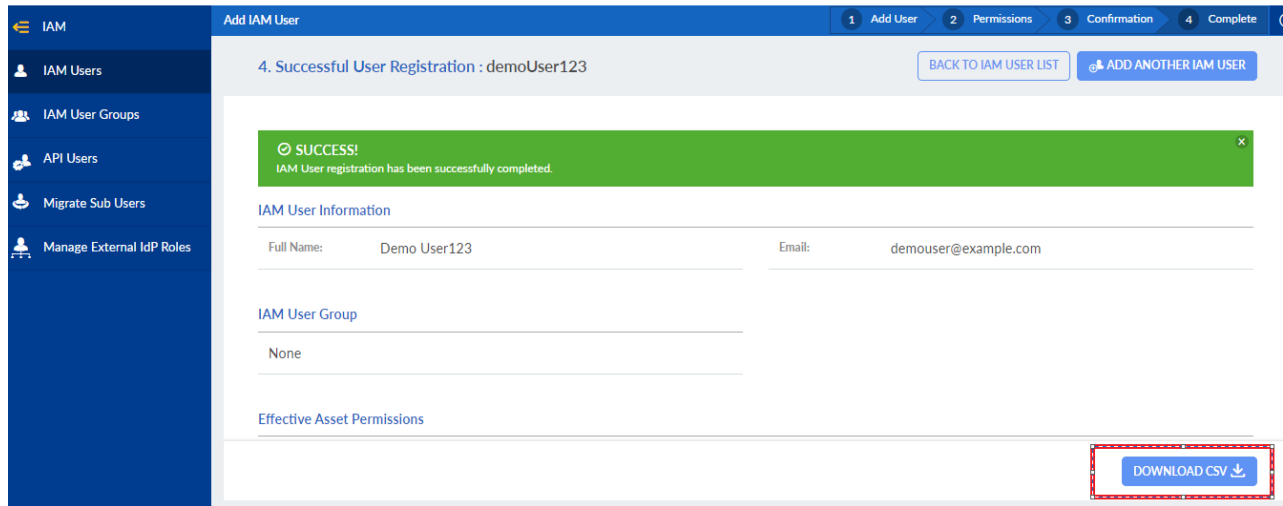 IAM
Add IAM User
1 Add User 2 Permissions 3 Confirmation 4 Complete
IAM Users
IAM User Groups
API Users
Migrate Sub Users
Manage External IdP Roles
4. Successful User Registration : demoUser123
BACK TO IAM USER LIST
ADD ANOTHER IAM USER
SUCCESS!
IAM User registration has been successfully completed.
IAM User Information
Full Name: Demo User123
Email: demouser@example.com
IAM User Group
None
Effective Asset Permissions
DOWNLOAD CSV